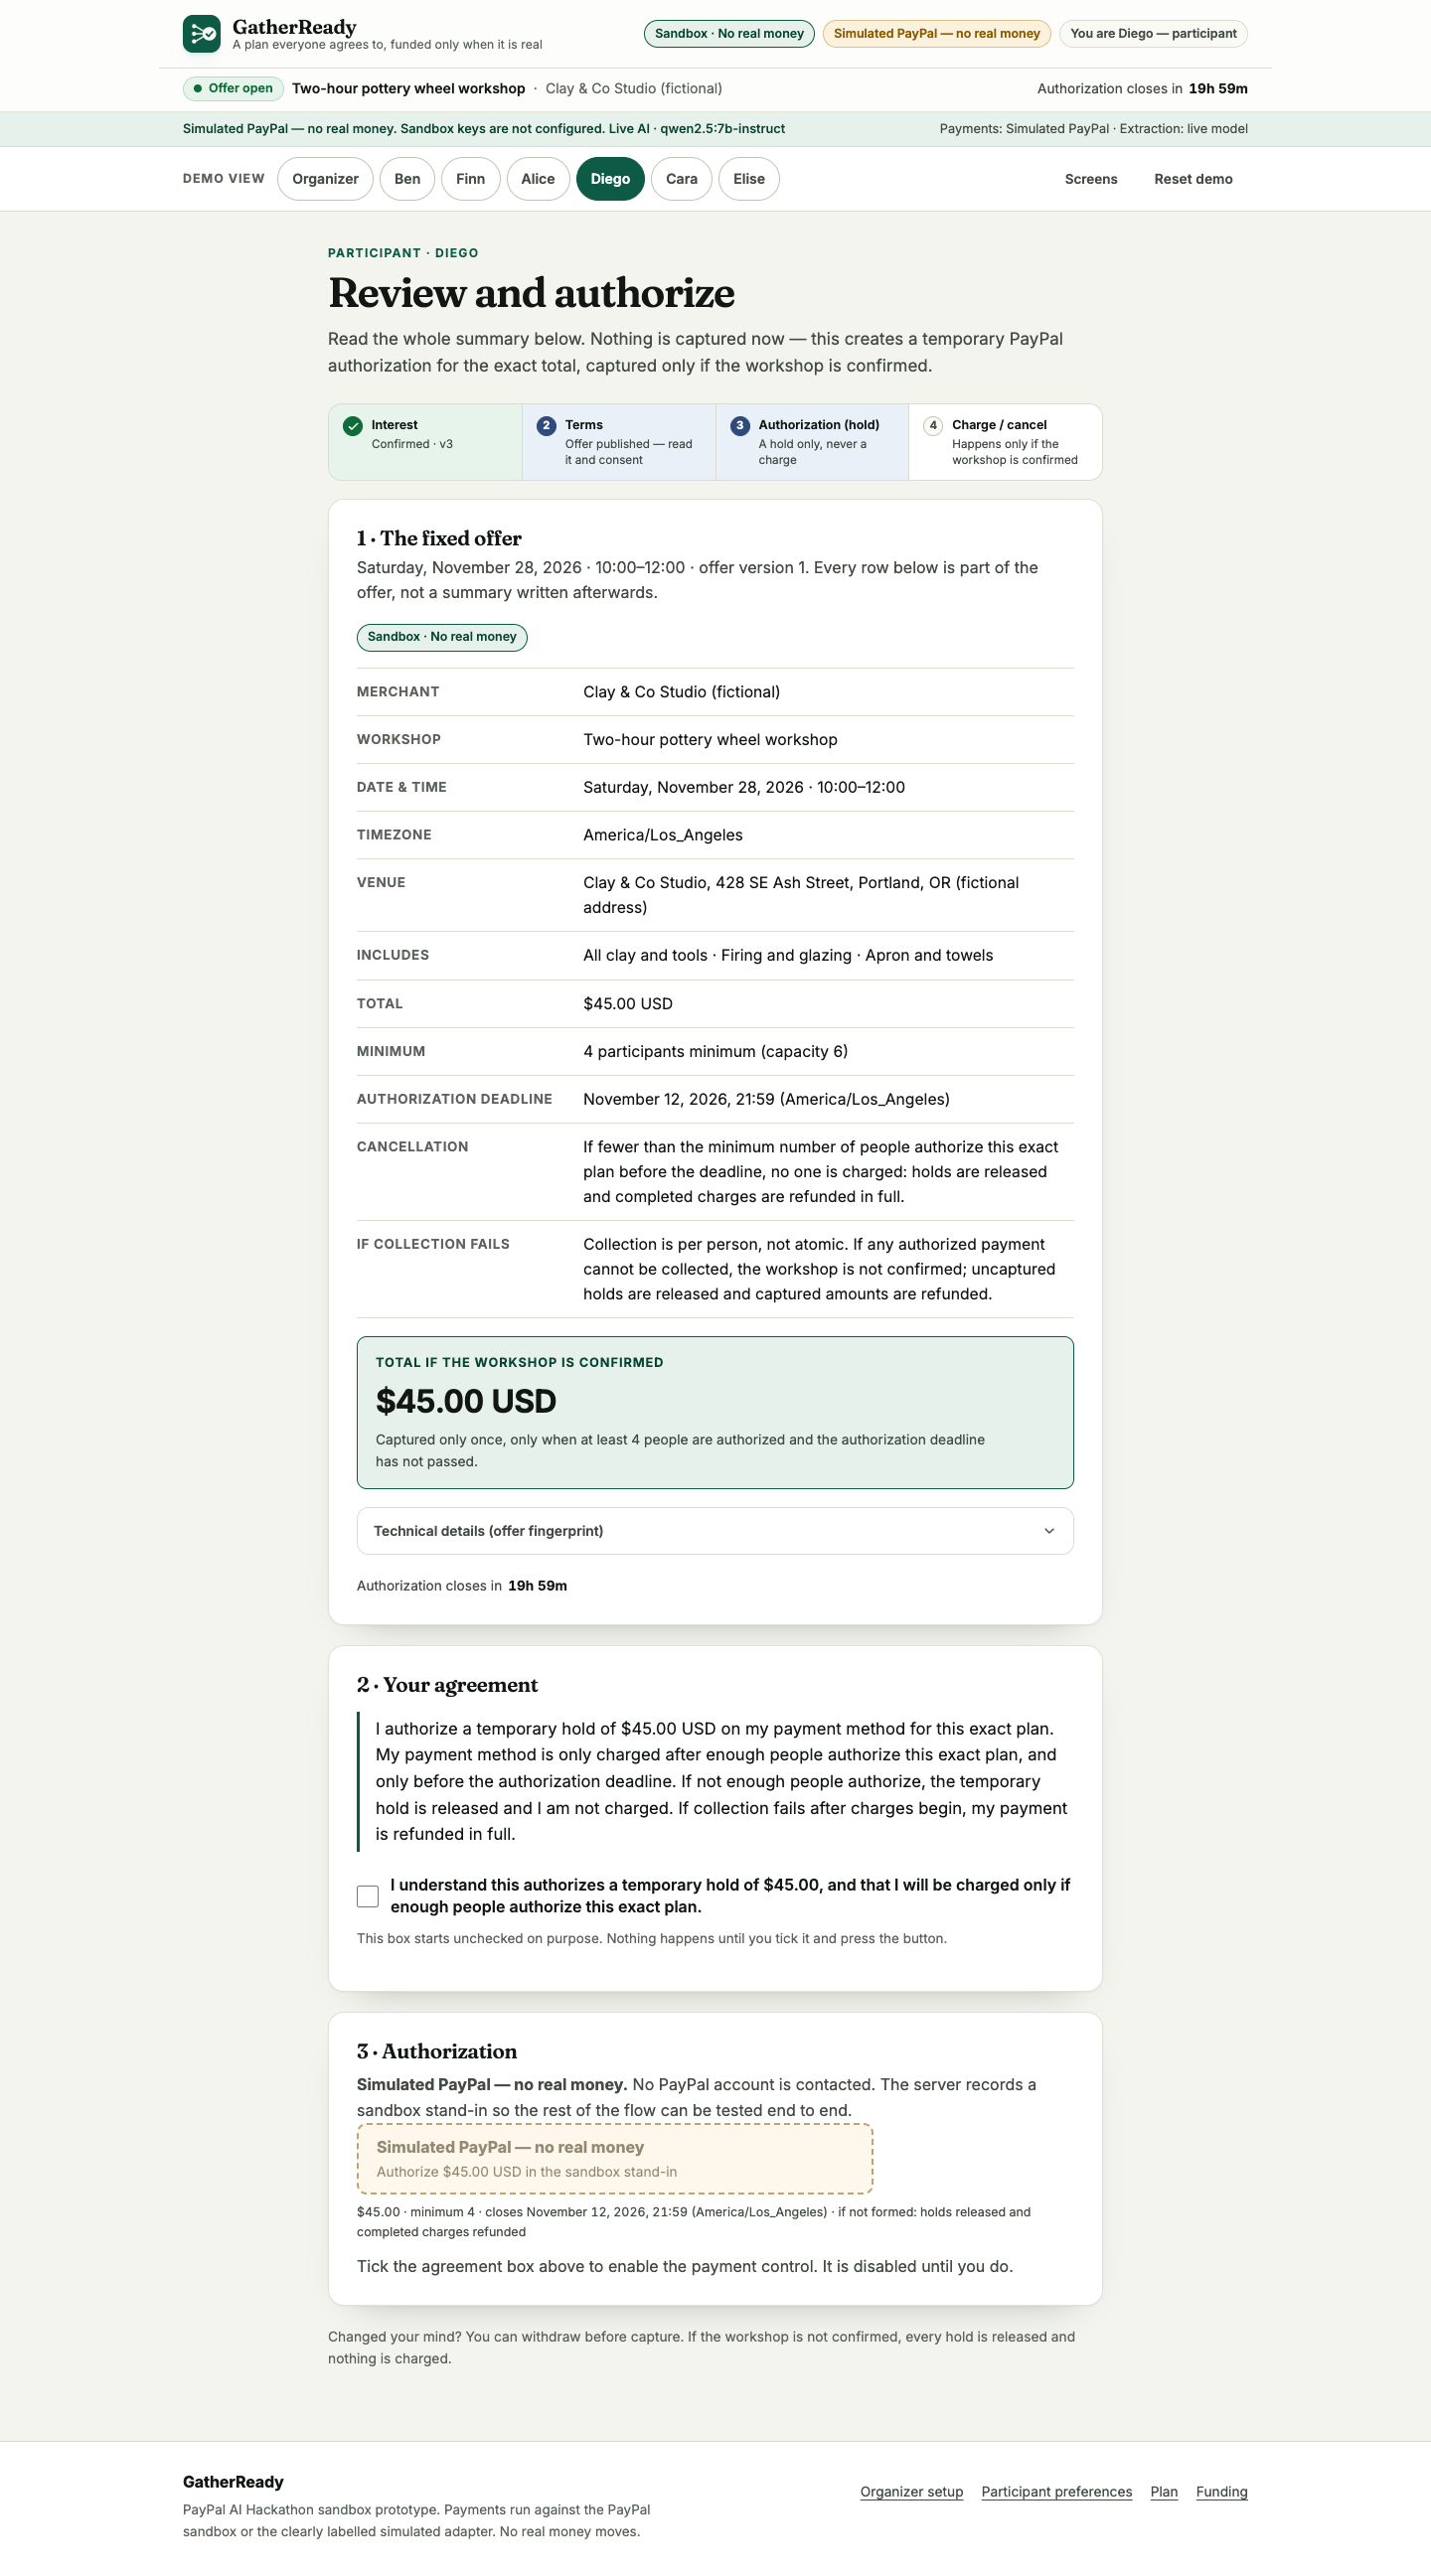 GatherReady
A plan everyone agrees to, funded only when it is real
Sandbox · No real money
Simulated PayPal — no real money
You are Diego — participant
Offer open
Two-hour pottery wheel workshop · Clay & Co Studio (fictional)
Authorization closes in 19h 59m
Simulated PayPal — no real money. Sandbox keys are not configured. Live AI · qwen2.5:7b-instruct
Payments: Simulated PayPal · Extraction: live model
DEMO VIEW
Organizer
Ben
Finn
Alice
Diego
Cara
Elise
Screens
Reset demo
PARTICIPANT · DIEGO
Review and authorize
Read the whole summary below. Nothing is captured now — this creates a temporary PayPal
authorization for the exact total, captured only if the workshop is confirmed.
Interest
Confirmed · v3
2
Terms
Offer published — read
it and consent
3
Authorization (hold)
A hold only, never a
charge
4
Charge / cancel
Happens only if the
workshop is confirmed
1 · The fixed offer
Saturday, November 28, 2026 · 10:00–12:00 · offer version 1. Every row below is part of the
offer, not a summary written afterwards.
Sandbox · No real money
MERCHANT
Clay & Co Studio (fictional)
WORKSHOP
Two-hour pottery wheel workshop
DATE & TIME
Saturday, November 28, 2026 · 10:00–12:00
TIMEZONE
America/Los_Angeles
VENUE
Clay & Co Studio, 428 SE Ash Street, Portland, OR (fictional
address)
INCLUDES
All clay and tools · Firing and glazing · Apron and towels
TOTAL
$45.00 USD
MINIMUM
4 participants minimum (capacity 6)
AUTHORIZATION DEADLINE
November 12, 2026, 21:59 (America/Los_Angeles)
CANCELLATION
If fewer than the minimum number of people authorize this exact
plan before the deadline, no one is charged: holds are released
and completed charges are refunded in full.
IF COLLECTION FAILS
Collection is per person, not atomic. If any authorized payment
cannot be collected, the workshop is not confirmed; uncaptured
holds are released and captured amounts are refunded.
TOTAL IF THE WORKSHOP IS CONFIRMED
$45.00 USD
Captured only once, only when at least 4 people are authorized and the authorization deadline
has not passed.
Technical details (offer fingerprint)
Authorization closes in 19h 59m
2 · Your agreement
I authorize a temporary hold of $45.00 USD on my payment method for this exact plan.
My payment method is only charged after enough people authorize this exact plan, and
only before the authorization deadline. If not enough people authorize, the temporary
hold is released and I am not charged. If collection fails after charges begin, my payment
is refunded in full.
I understand this authorizes a temporary hold of $45.00, and that I will be charged only if
enough people authorize this exact plan.
This box starts unchecked on purpose. Nothing happens until you tick it and press the button.
3 · Authorization
Simulated PayPal — no real money. No PayPal account is contacted. The server records a
sandbox stand-in so the rest of the flow can be tested end to end.
Simulated PayPal — no real money
Authorize $45.00 USD in the sandbox stand-in
$45.00 · minimum 4 · closes November 12, 2026, 21:59 (America/Los_Angeles) · if not formed: holds released and
completed charges refunded
Tick the agreement box above to enable the payment control. It is disabled until you do.
Changed your mind? You can withdraw before capture. If the workshop is not confirmed, every hold is released and
nothing is charged.
GatherReady
PayPal AI Hackathon sandbox prototype. Payments run against the PayPal
sandbox or the clearly labelled simulated adapter. No real money moves.
Organizer setup
Participant preferences
Plan
Funding